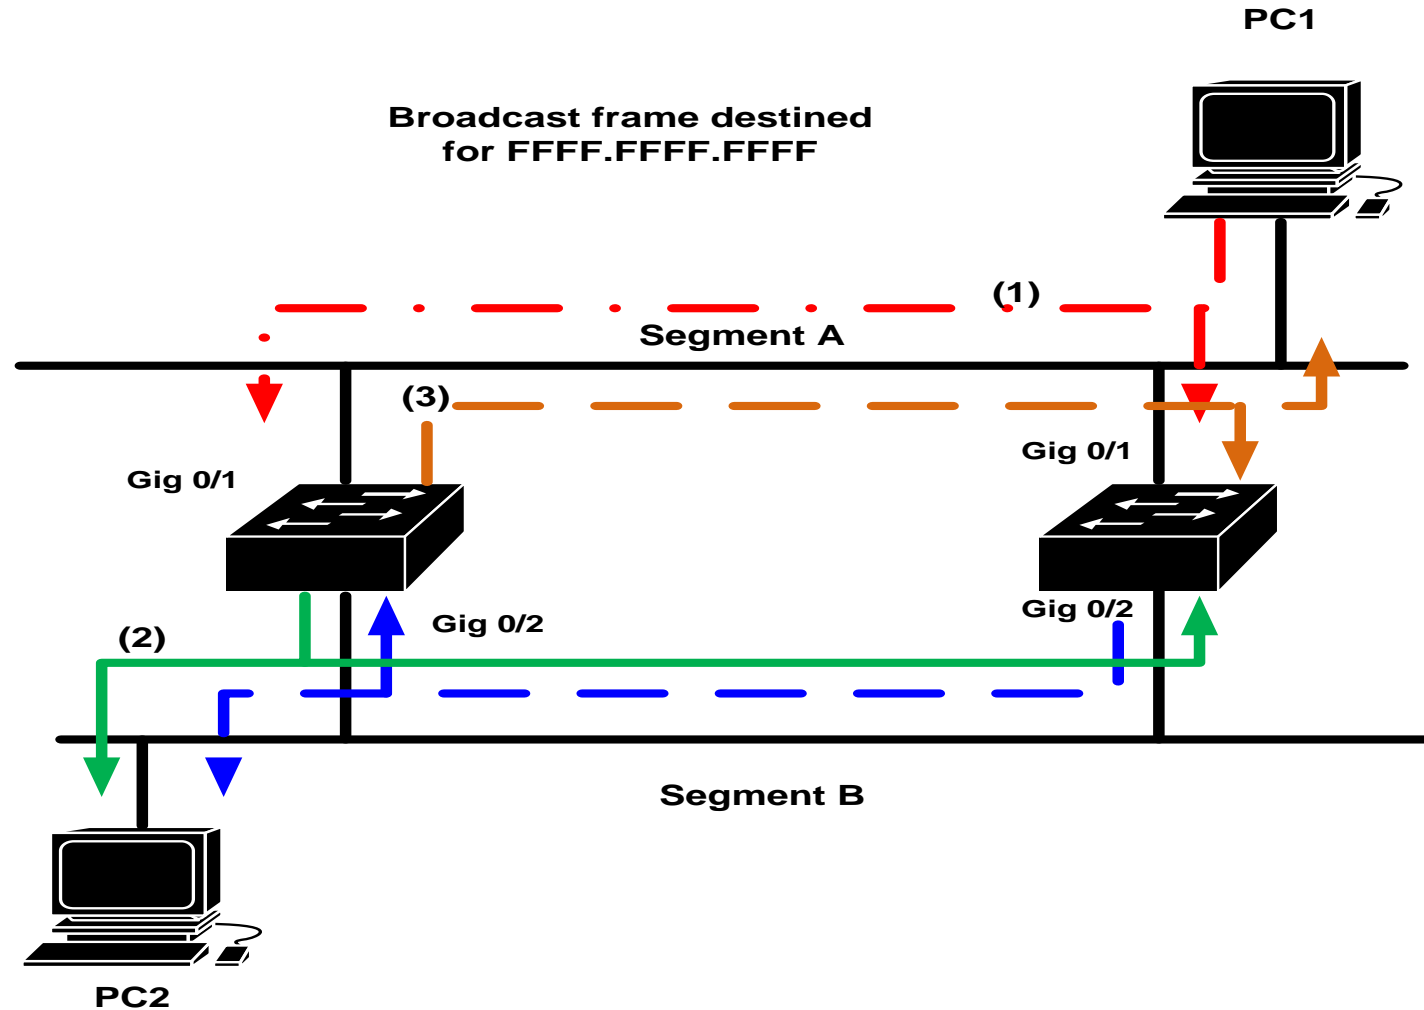 PC1
Broadcast frame destined
for FFFF.FFFF.FFFF
(1)
Segment A
(3)
Gig 0/1
Gig 0/1
Gig 0/2
Gig 0/2
(2)
Segment B
PC2